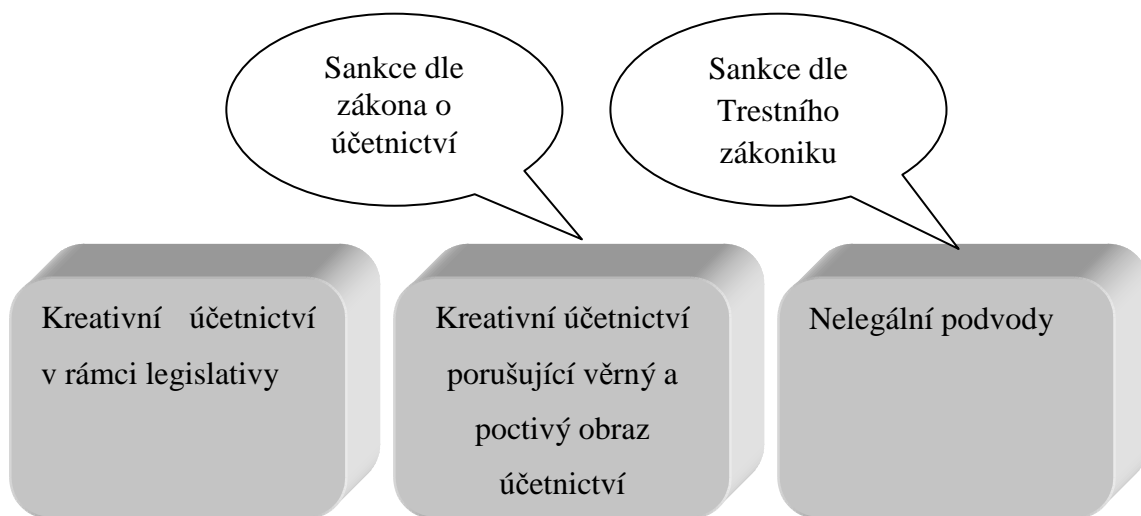 Sankce dle
zákona o
účetnictví
Sankce dle
Trestního
zákoniku
Kreativní účetnictví
v rámci legislativy
Kreativní účetnictví
porušující věrný a
poctivý obraz
účetnictví
Nelegální podvody